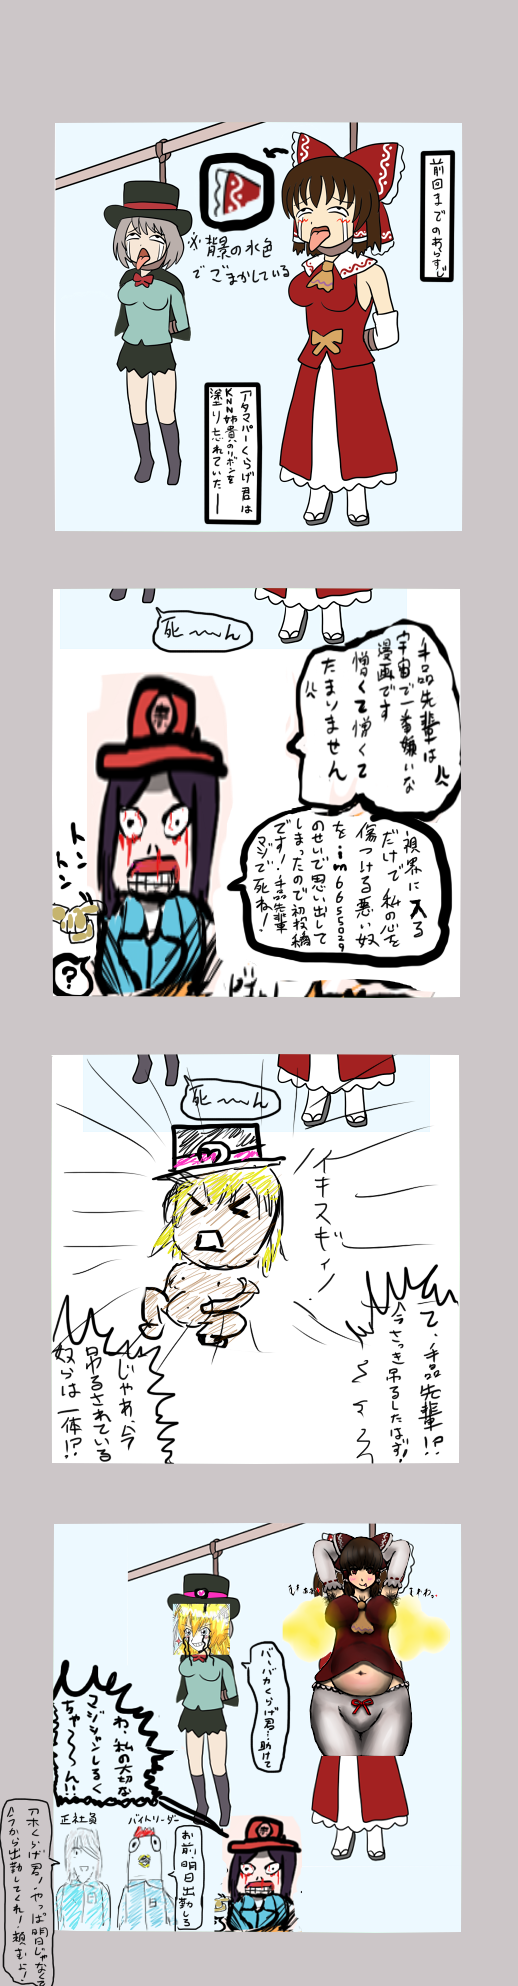 前回までのあらすじ
※背景の水色
でごまかしている
「アタマパーくらげ君は
KNN姉貴のリボンを
塗り忘れていた――
死〜〜ん
手品先輩は
宇宙で一番嫌いな
漫画です
憎くて憎くて
たまりません
視界に入る
だけで私の心を
傷つける悪い奴
をim6655029
のせいで思い出して
しまったので初投稿
です!手品先輩
マジで死ね!
トントン
?
死〜〜ん
イキスギィ!
て、手品先輩!?
今さっき吊るしたはず!
じゃあ、今
吊るされている
奴らは一体!?
バーバカくらげ君…助けて
わ、私の大切な
マジシャンしるく
ちゃ〜〜ん!!
正社員
バイトリーダー
お前、明日出勤しろ
アホくらげ君!やっぱ明日じゃなくて
今から出勤してくれ!頼むら!